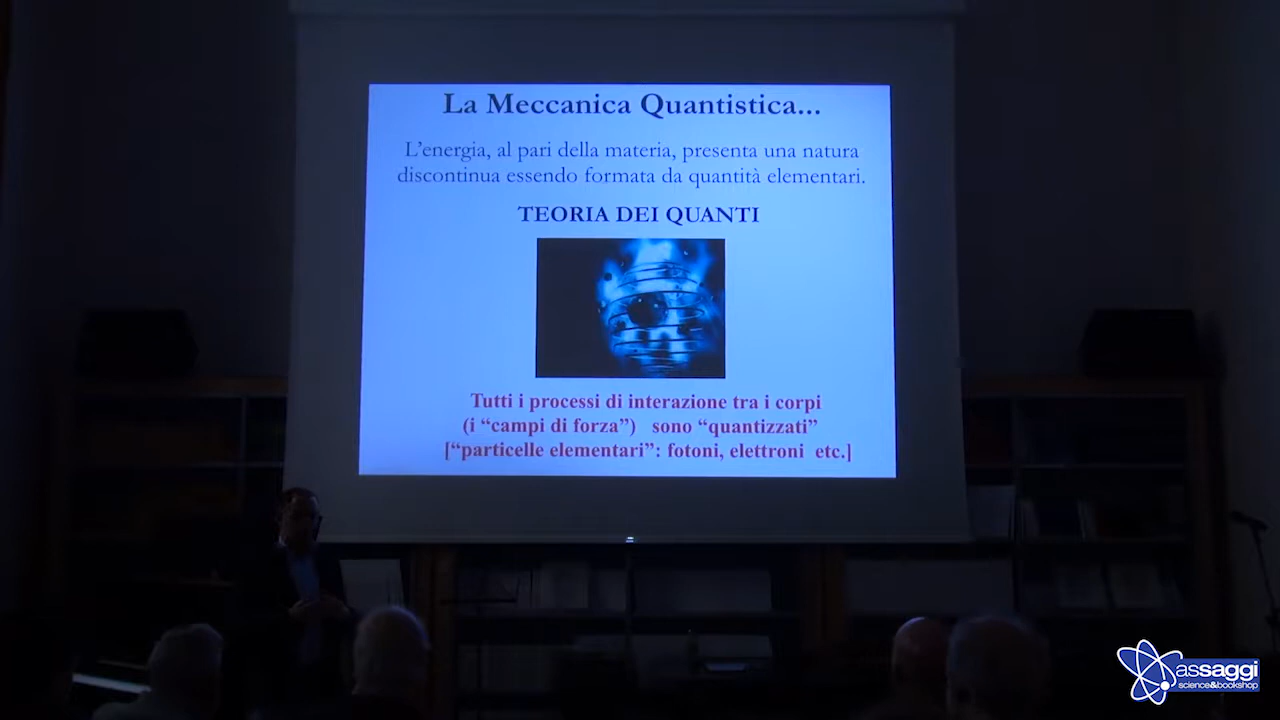 La Meccanica Quantistica...
L'energia, al pari della materia, presenta una natura
discontinua essendo formata da quantità elementari.
TEORIA DEI QUANTI
Tutti i processi di interazione tra i corpi
(i “campi di forza”) sono “quantizzati”
[“particelle elementari”: fotoni, elettroni etc.]
assaggi
science&bookshop